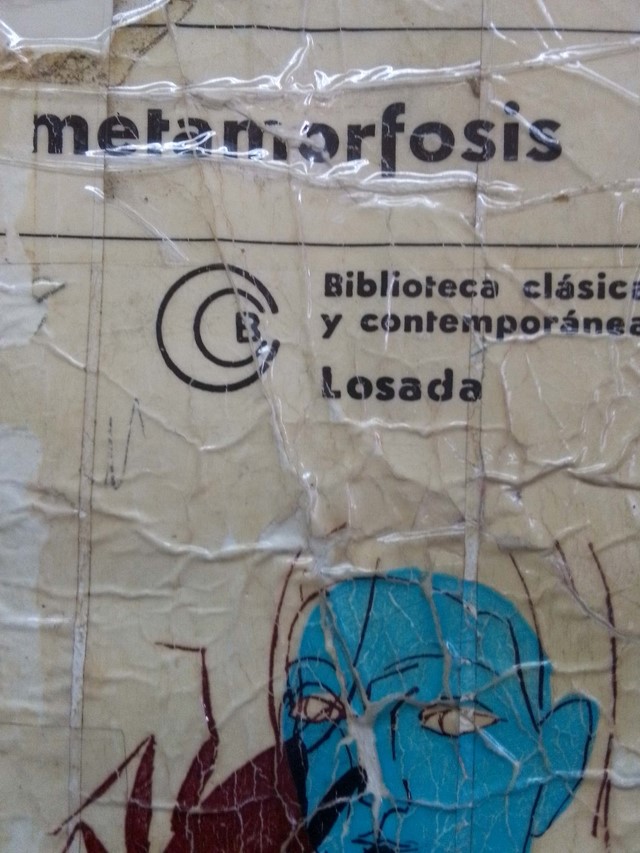 metamorfosis
Biblioteca clásica
y contemporánea
B
Losada